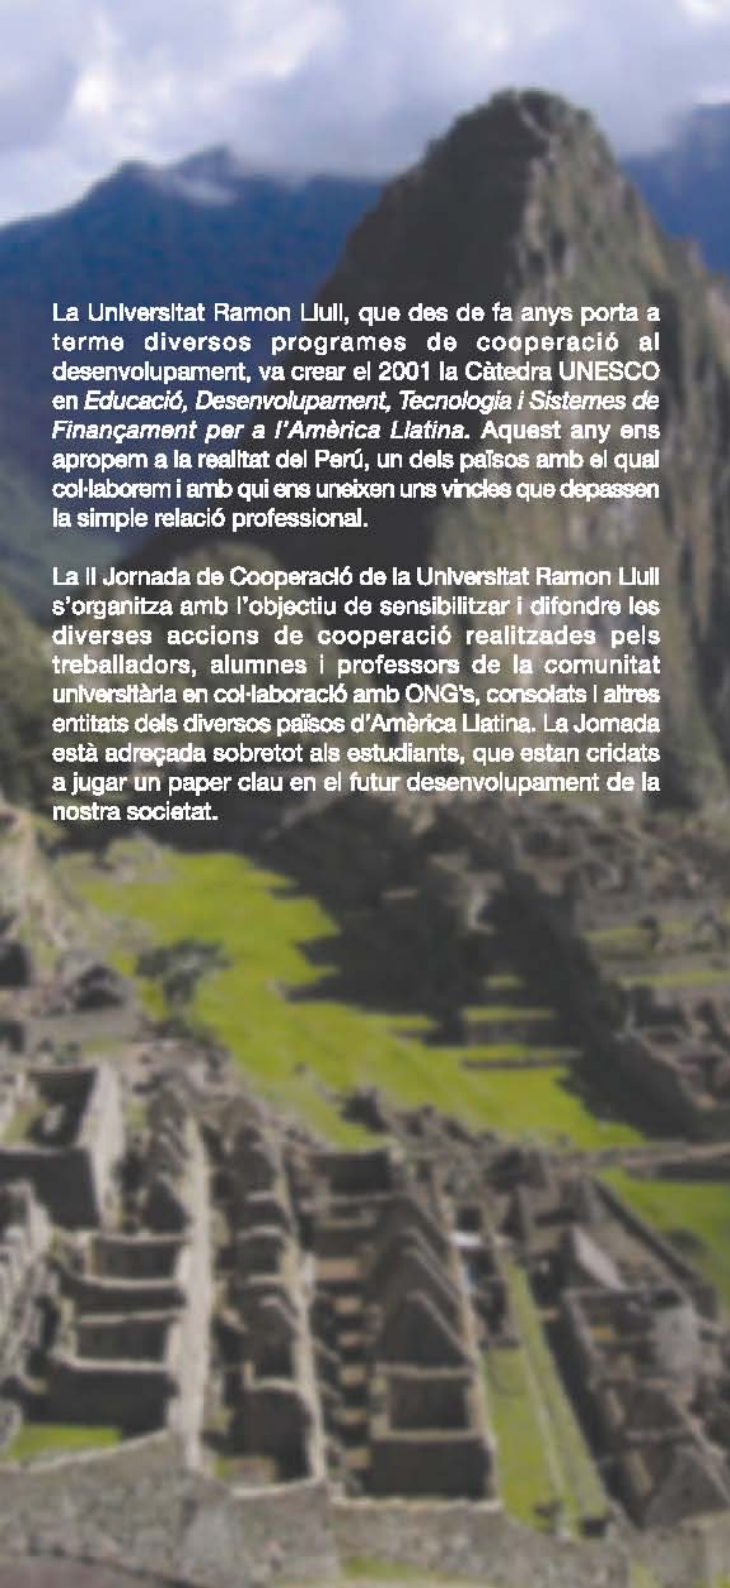 La Universitat Ramon Llull, que des de fa anys porta a
terme diversos programes de cooperació al
desenvolupament, va crear el 2001 la Càtedra UNESCO
en Educació, Desenvolupament, Tecnologia i Sistemes de
Finançament per a l'Amèrica Llatina. Aquest any ens
apropem a la realitat del Perú, un dels països amb el qual
col·laborem i amb qui ens uneixen uns vincles que depassen
la simple relació professional.

La II Jornada de Cooperació de la Universitat Ramon Llull
s'organitza amb l'objectiu de sensibilitzar i difondre les
diverses accions de cooperació realitzades pels
treballadors, alumnes i professors de la comunitat
universitària en col·laboració amb ONG's, consolats i altres
entitats dels diversos països d'Amèrica Llatina. La Jornada
està adreçada sobretot als estudiants, que estan cridats
a jugar un paper clau en el futur desenvolupament de la
nostra societat.